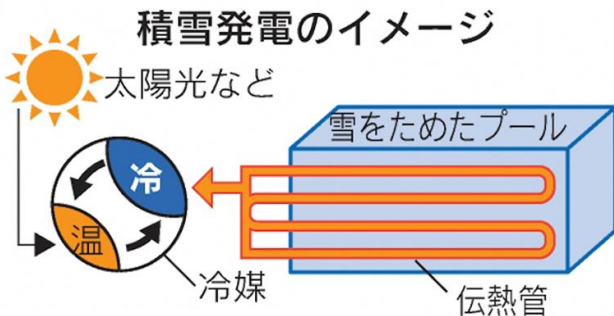 積雪発電のイメージ
太陽光など
雪をためたプール
冷
温
冷媒
伝熱管